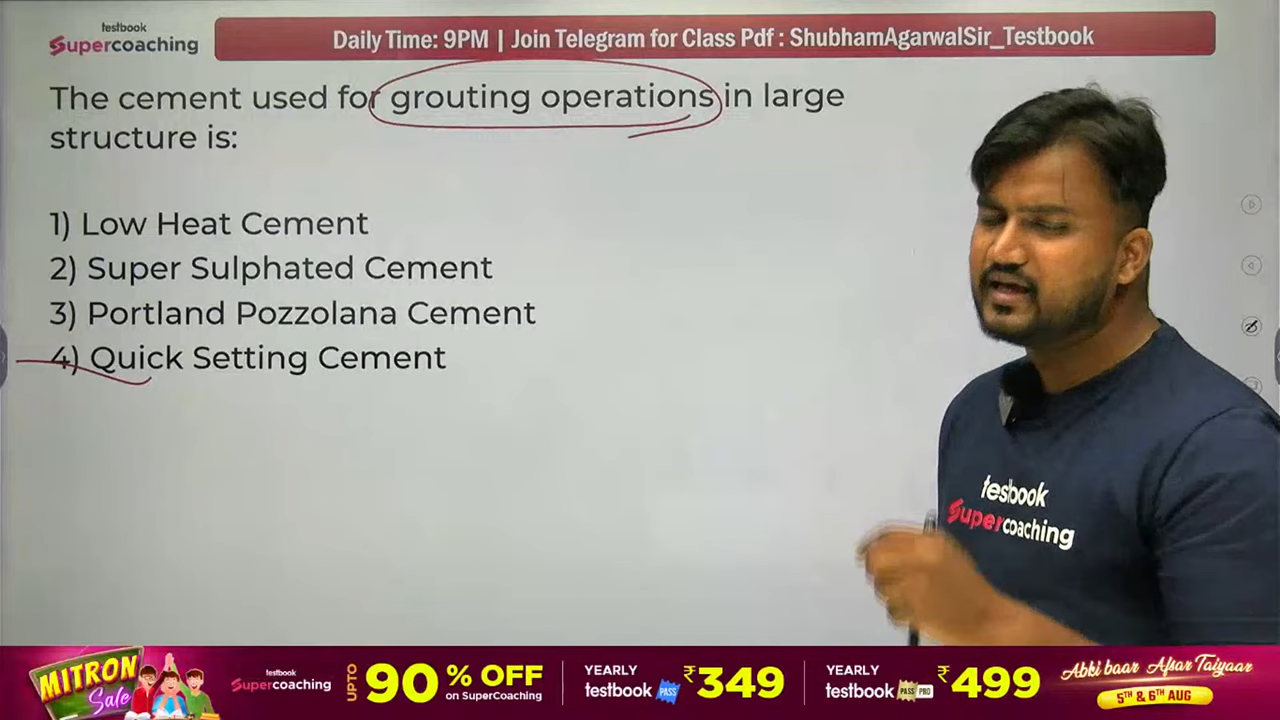 testbook
Supercoaching
Daily Time: 9PM | Join Telegram for Class Pdf : ShubhamAgarwalSir_Testbook
The cement used for grouting operations in large
structure is:
1) Low Heat Cement
2) Super Sulphated Cement
3) Portland Pozzolana Cement
4) Quick Setting Cement
testbook
Supercoaching
MITRON
Sale
testbook
Supercoaching
UPTO 90 % OFF
on SuperCoaching
YEARLY
testbook PASS
₹349
YEARLY
testbook PASS PRO
₹499
Abki baar Afsar Taiyaar
5TH & 6TH AUG